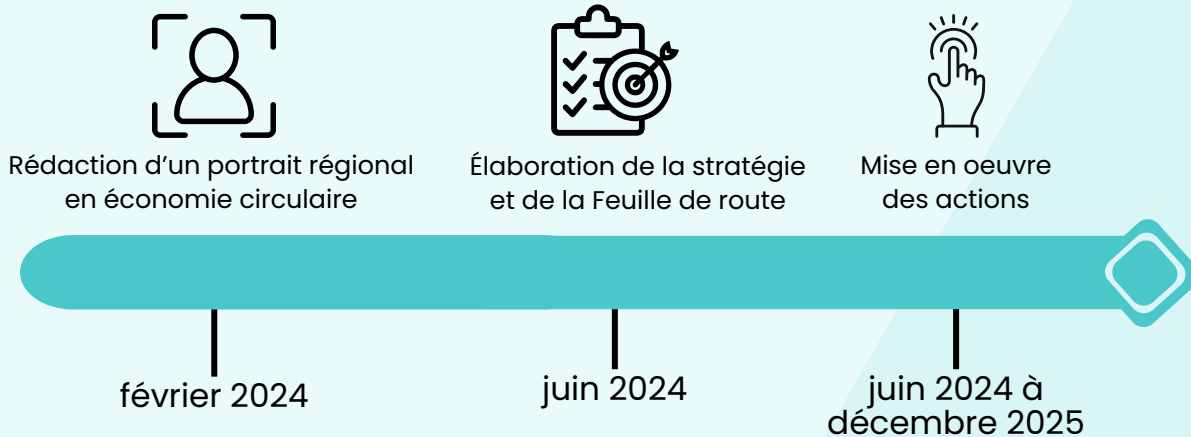 Rédaction d’un portrait régional
en économie circulaire
Élaboration de la stratégie
et de la Feuille de route
Mise en oeuvre
des actions
février 2024
juin 2024
juin 2024 à
décembre 2025